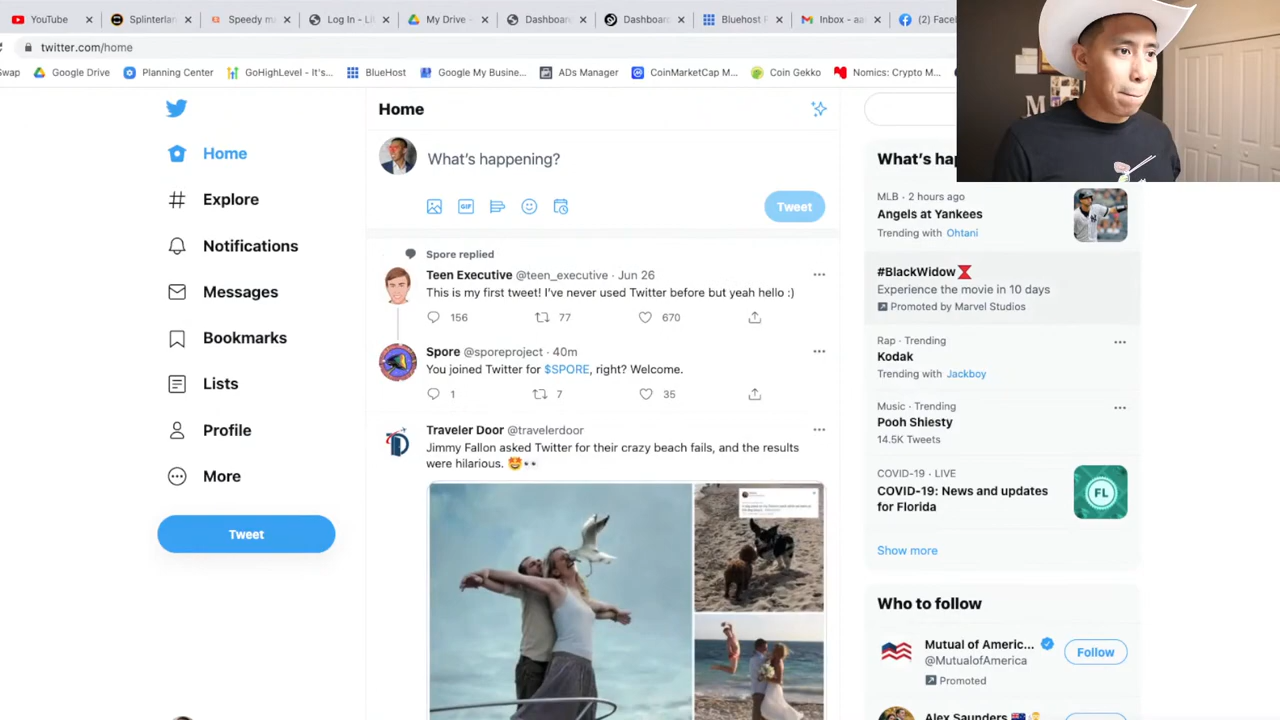 YouTube
Splinterlan
Speedy m
Log In - Li
My Drive -
Dashboar
Dashboar
Bluehost
Inbox - aa
(2) Face
twitter.com/home
Swap
Google Drive
Planning Center
GoHighLevel - It's...
BlueHost
Google My Busine...
ADs Manager
CoinMarketCap M...
Coin Gekko
Nomics: Crypto M...
Home
Explore
Notifications
Messages
Bookmarks
Lists
Profile
More
Tweet
Home
What's happening?
GIF
Tweet
Spore replied
Teen Executive @teen_executive · Jun 26
This is my first tweet! I've never used Twitter before but yeah hello :)
156 77 670
Spore @sporeproject · 40m
You joined Twitter for $SPORE, right? Welcome.
1 7 35
Traveler Door @travelerdoor
Jimmy Fallon asked Twitter for their crazy beach fails, and the results
were hilarious. 🤩👀
What's ha
MLB · 2 hours ago
Angels at Yankees
Trending with Ohtani
#BlackWidow
Experience the movie in 10 days
Promoted by Marvel Studios
Rap · Trending
Kodak
Trending with Jackboy
Music · Trending
Pooh Shiesty
14.5K Tweets
COVID-19 · LIVE
COVID-19: News and updates
for Florida
FL
Show more
Who to follow
Mutual of Americ...
@MutualofAmerica
Follow
Promoted
Alex Saunders